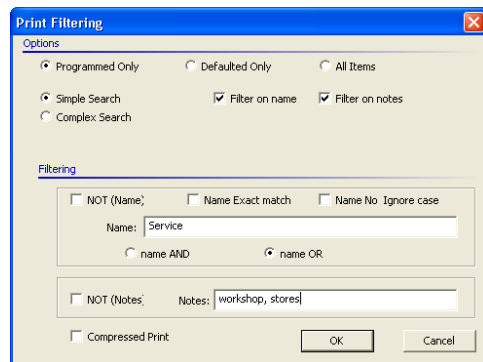 Print Filtering
Options
Programmed Only Defaulted Only All Items
Simple Search Filter on name Filter on notes
Complex Search
Filtering
NOT (Name) Name Exact match Name No Ignore case
Name: Service
name AND name OR
NOT (Notes) Notes: workshop, stores
Compressed Print OK Cancel